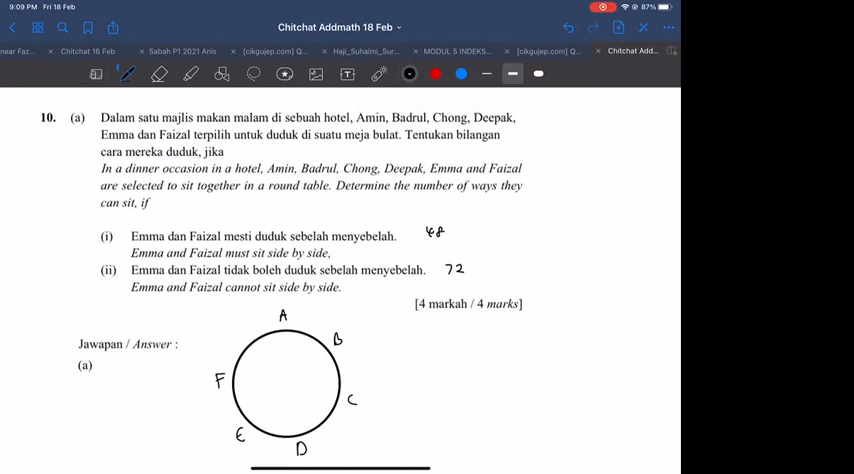 9:09 PM Fri 18 Feb
87%
Chitchat Addmath 18 Feb
near Faz...
Chitchat 16 Feb
Sabah P1 2021 Anis
[cikgujep.com] Q...
Haji_Suhaimi_Sur...
MODUL 5 INDEKS...
[cikgujep.com] Q...
Chitchat Add...
10. (a) Dalam satu majlis makan malam di sebuah hotel, Amin, Badrul, Chong, Deepak,
Emma dan Faizal terpilih untuk duduk di suatu meja bulat. Tentukan bilangan
cara mereka duduk, jika
In a dinner occasion in a hotel, Amin, Badrul, Chong, Deepak, Emma and Faizal
are selected to sit together in a round table. Determine the number of ways they
can sit, if
(i) Emma dan Faizal mesti duduk sebelah menyebelah. 48
Emma and Faizal must sit side by side,
(ii) Emma dan Faizal tidak boleh duduk sebelah menyebelah. 72
Emma and Faizal cannot sit side by side.
[4 markah / 4 marks]
A
Jawapan / Answer :
B
(a)
F
C
E
D